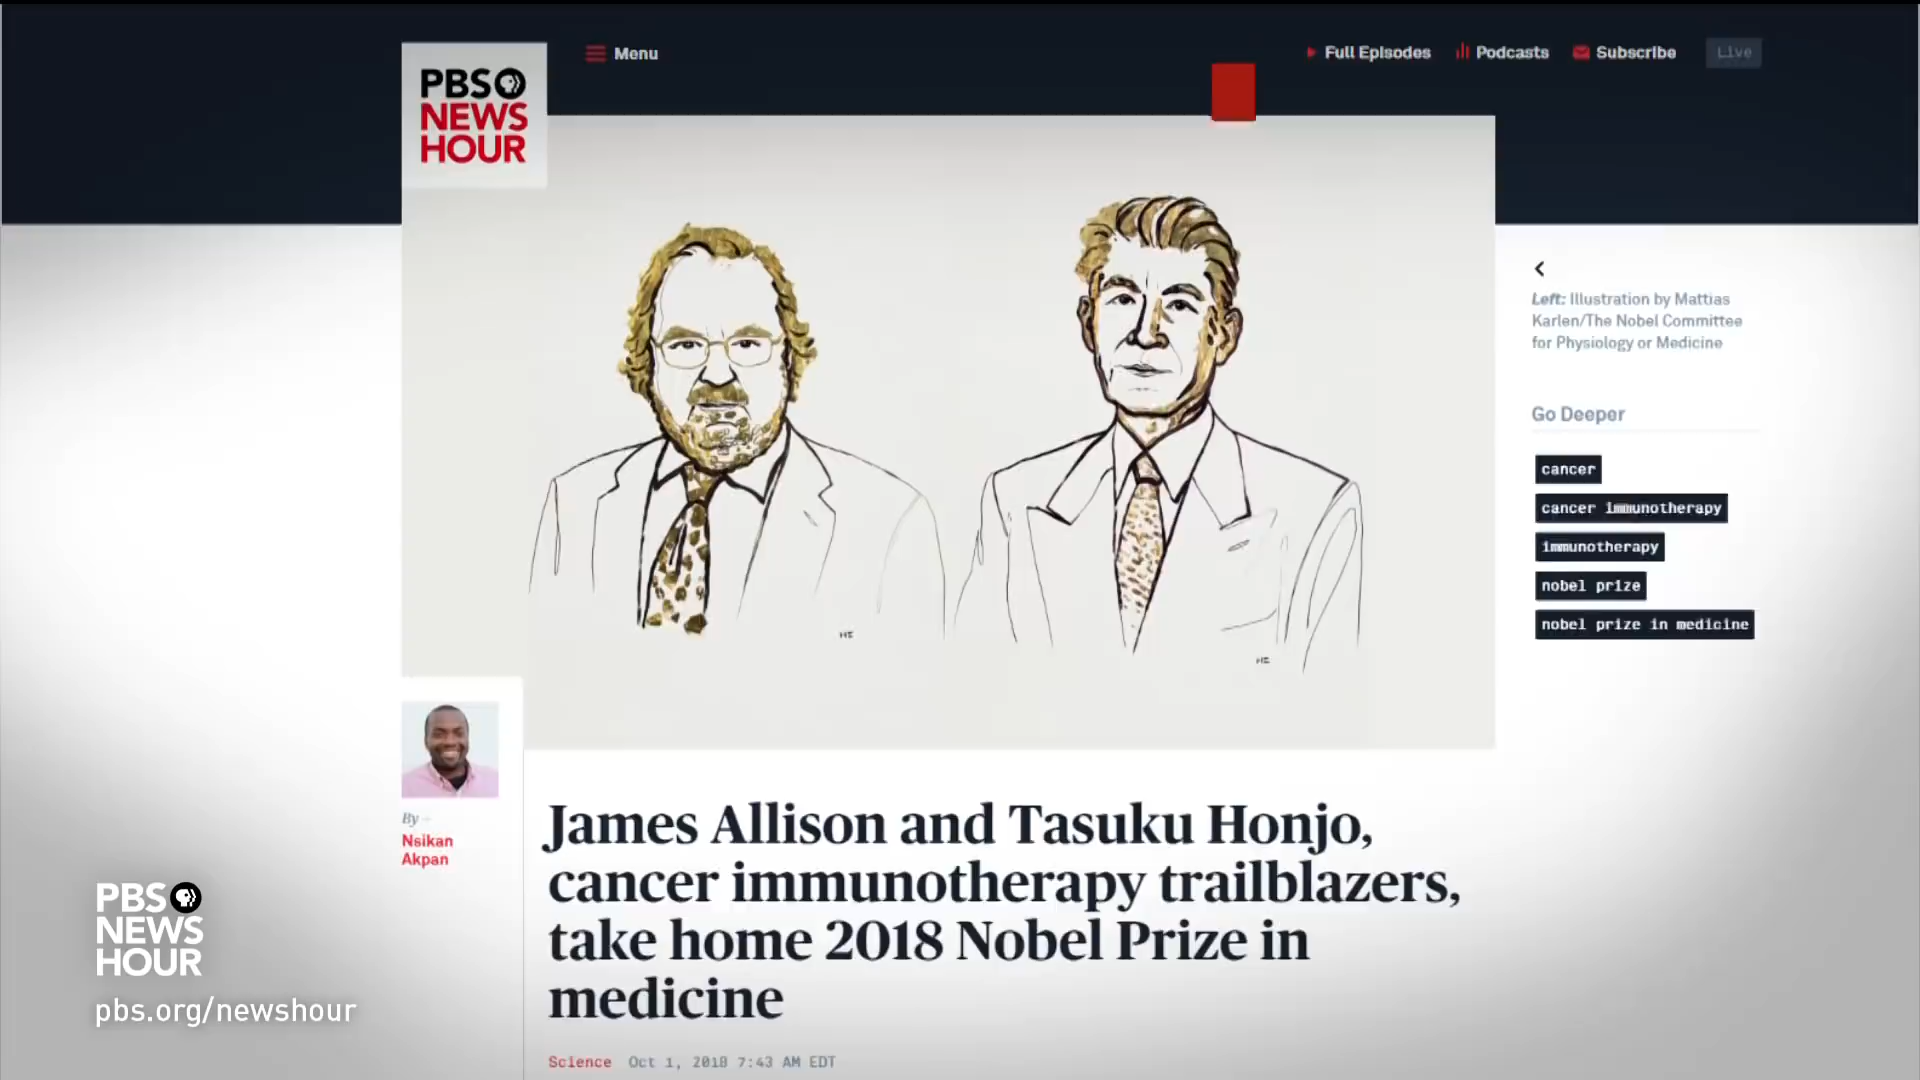 PBS
NEWS
HOUR
Menu
Full Episodes
Podcasts
Subscribe
Live
Left: Illustration by Mattias
Karlen/The Nobel Committee
for Physiology or Medicine
Go Deeper
cancer
cancer immunotherapy
immunotherapy
nobel prize
nobel prize in medicine
By –
Nsikan
Akpan
James Allison and Tasuku Honjo,
cancer immunotherapy trailblazers,
take home 2018 Nobel Prize in
medicine
Science Oct 1, 2018 7:43 AM EDT
PBS
NEWS
HOUR
pbs.org/newshour